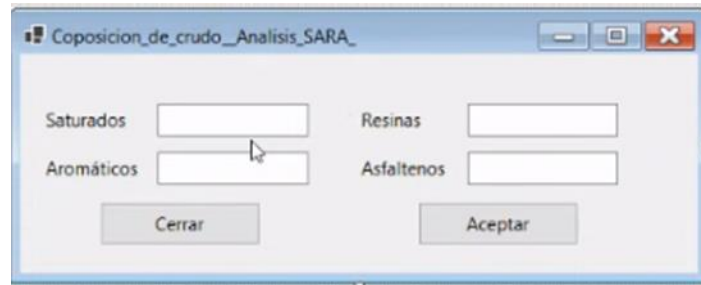 Coposicion_de_crudo__Analisis_SARA_
Saturados Resinas
Aromáticos Asfaltenos
Cerrar Aceptar